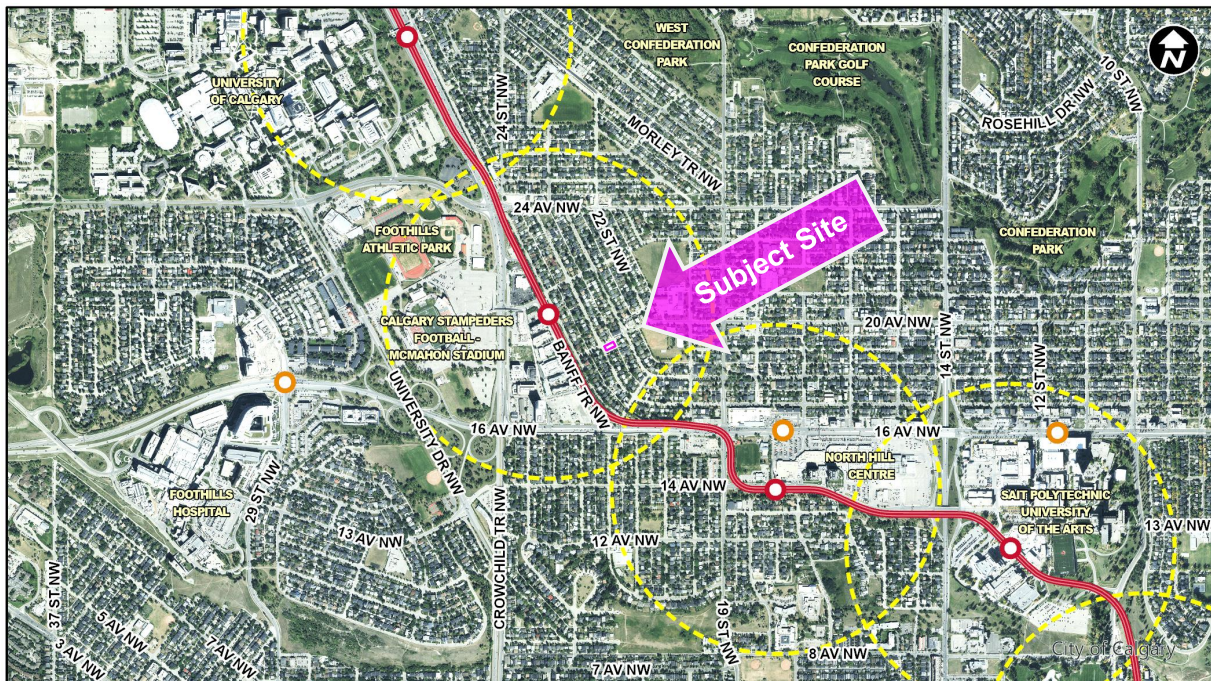 WEST
CONFEDERATION
PARK
CONFEDERATION
PARK GOLF
COURSE
N
10 ST NW
UNIVERSITY
OF CALGARY
24 ST NW
ROSEHILL DR NW
MORLEY TR NW
24 AV NW
22 ST NW
FOOTHILLS
ATHLETIC PARK
Subject Site
CONFEDERATION
PARK
CALGARY STAMPEDERS
FOOTBALL -
MCMAHON STADIUM
BANFF TR NW
20 AV NW
14 ST NW
12 ST NW
UNIVERSITY DR NW
16 AV NW
16 AV NW
29 ST NW
FOOTHILLS
HOSPITAL
14 AV NW
NORTH HILL
CENTRE
SAIT POLYTECHNIC
UNIVERSITY
OF THE ARTS
13 AV NW
13 AV NW
12 AV NW
CROWCHILD TR NW
37 ST NW
5 AV NW
3 AV NW
7 AV NW
19 ST NW
8 AV NW
7 AV NW
City of Calgary